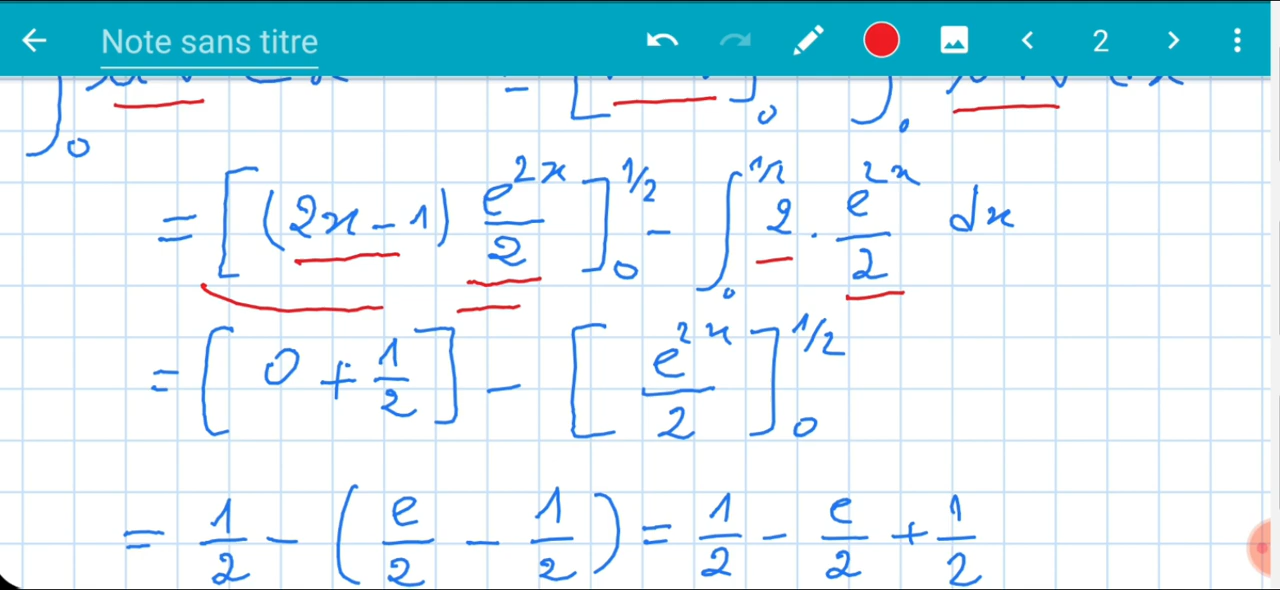 Note sans titre 2
= [(2x-1) e^{2x}/2]_0^{1/2} - ∫_0^{1/2} 2 . e^{2x}/2 dx
= [0 + 1/2] - [e^{2x}/2]_0^{1/2}
= 1/2 - (e/2 - 1/2) = 1/2 - e/2 + 1/2